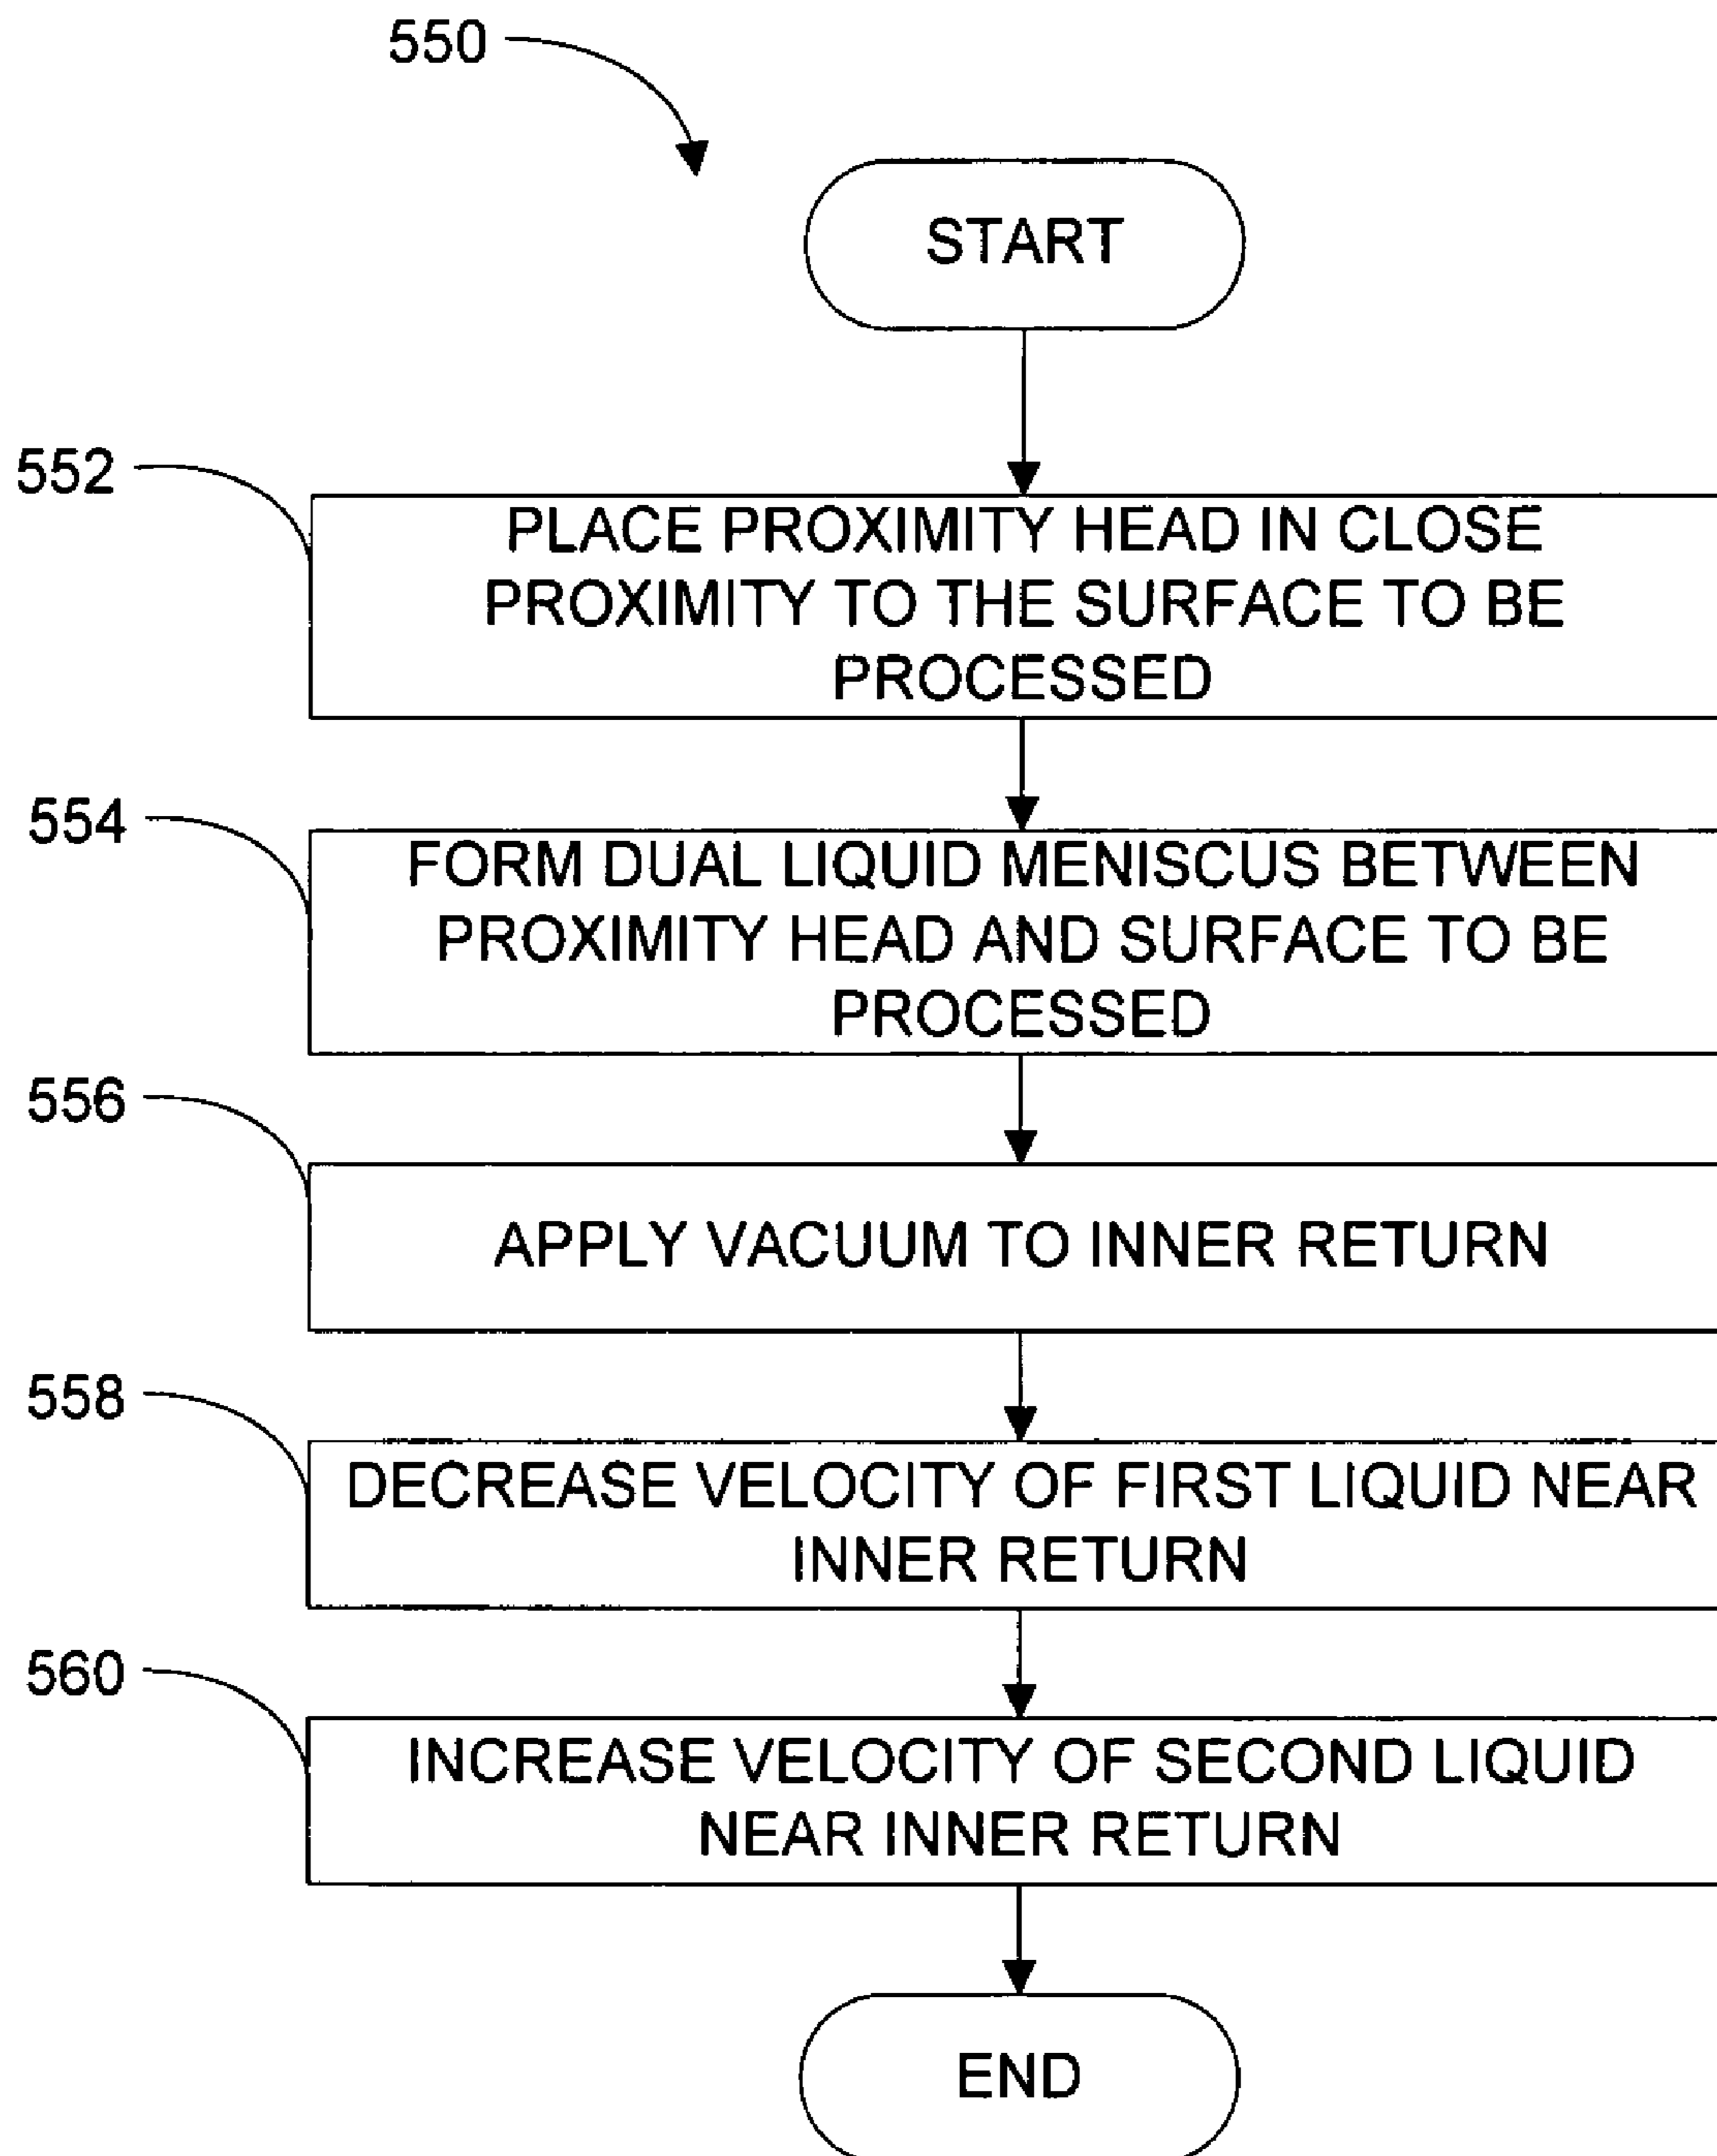 550
START
552
PLACE PROXIMITY HEAD IN CLOSE
PROXIMITY TO THE SURFACE TO BE
PROCESSED
554
FORM DUAL LIQUID MENISCUS BETWEEN
PROXIMITY HEAD AND SURFACE TO BE
PROCESSED
556
APPLY VACUUM TO INNER RETURN
558
DECREASE VELOCITY OF FIRST LIQUID NEAR
INNER RETURN
560
INCREASE VELOCITY OF SECOND LIQUID
NEAR INNER RETURN
END